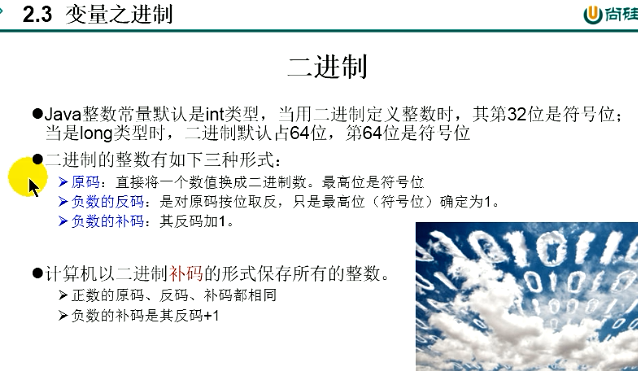 2.3 变量之进制
尚硅
二进制
●Java整数常量默认是int类型，当用二进制定义整数时，其第32位是符号位；
当是long类型时，二进制默认占64位，第64位是符号位
●二进制的整数有如下三种形式：
➢原码：直接将一个数值换成二进制数。最高位是符号位
➢负数的反码：是对原码按位取反，只是最高位（符号位）确定为1。
➢负数的补码：其反码加1。
●计算机以二进制补码的形式保存所有的整数。
➢正数的原码、反码、补码都相同
➢负数的补码是其反码+1